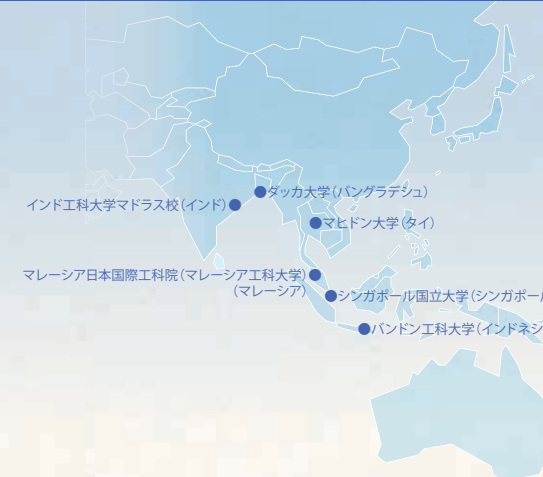 ダッカ大学（バングラデシュ）
インド工科大学マドラス校（インド）
マヒドン大学（タイ）
マレーシア日本国際工科院（マレーシア工科大学）
（マレーシア）
シンガポール国立大学（シンガポー
バンドン工科大学（インドネシ